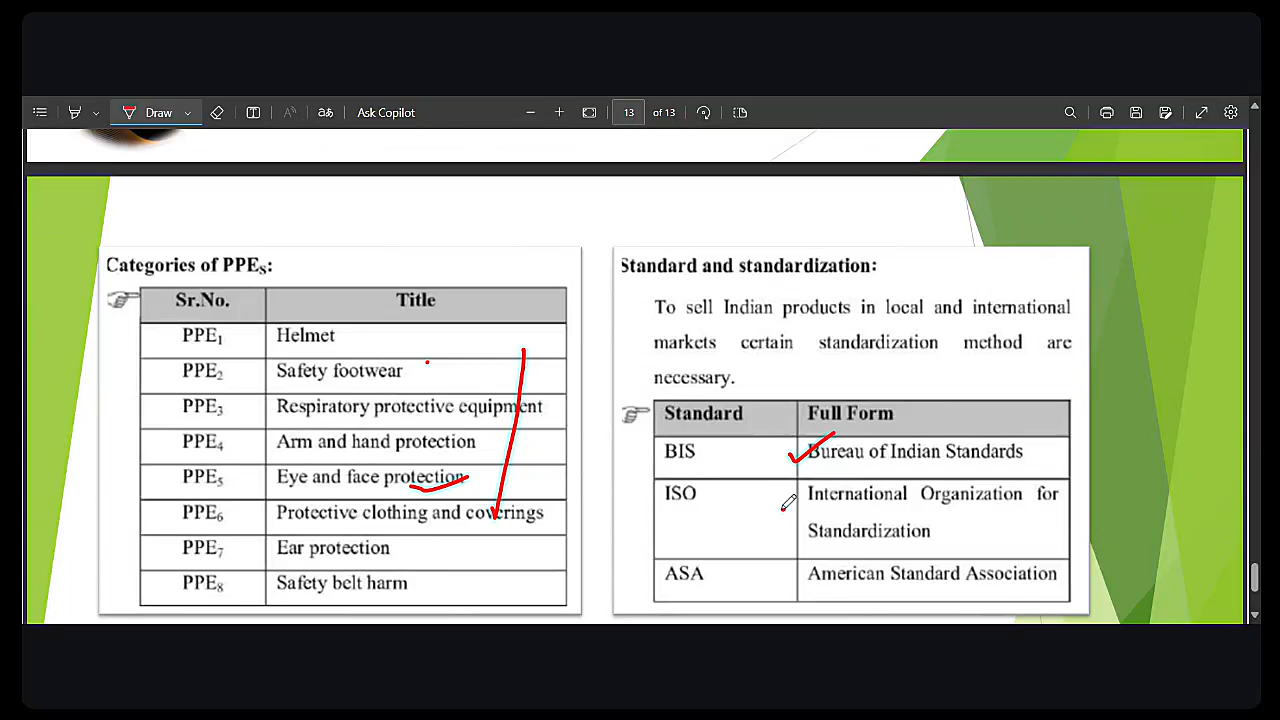 Draw
aあ
Ask Copilot
13 of 13
Categories of PPES:
Sr.No. Title
PPE1 Helmet
PPE2 Safety footwear
PPE3 Respiratory protective equipment
PPE4 Arm and hand protection
PPE5 Eye and face protection
PPE6 Protective clothing and coverings
PPE7 Ear protection
PPE8 Safety belt harm
Standard and standardization:
To sell Indian products in local and international
markets certain standardization method are
necessary.
Standard Full Form
BIS Bureau of Indian Standards
ISO International Organization for
Standardization
ASA American Standard Association